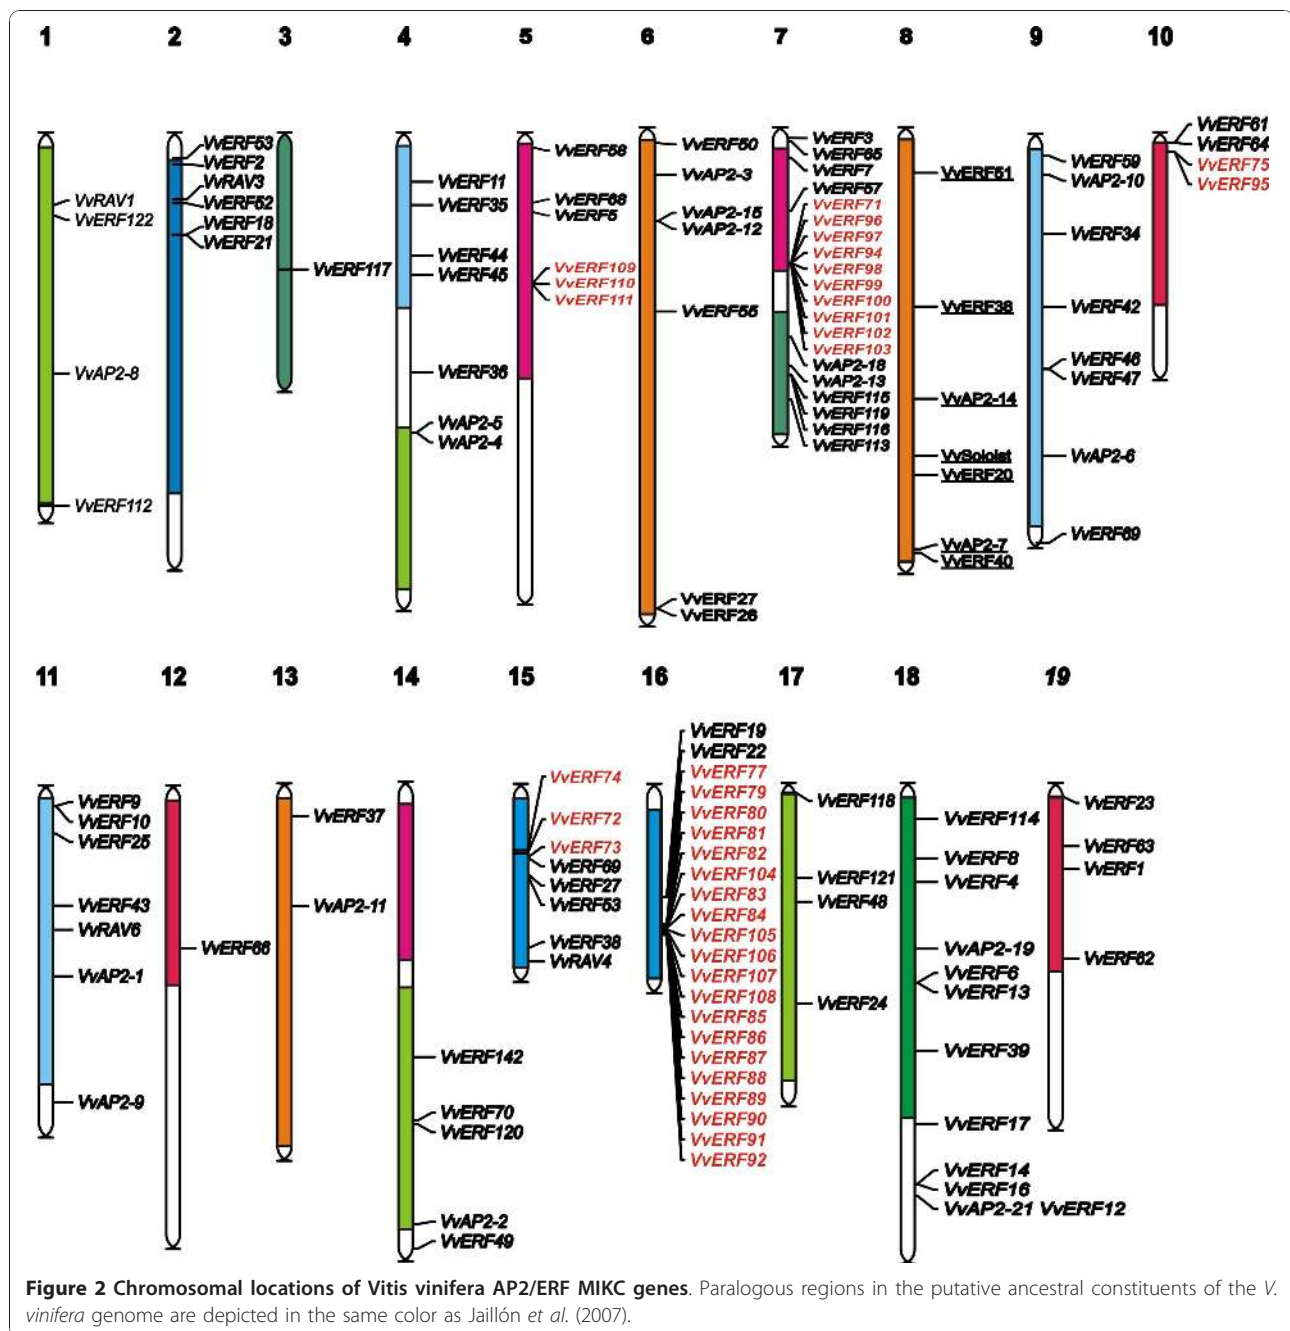 1 2 3 4 5 6 7 8 9 10
VvRAV1
VvERF122
VvAP2-8
VvERF112
VvERF53
VvERF2
VvRAV3
VvERF52
VvERF18
VvERF21
VvERF117
VvERF11
VvERF35
VvERF44
VvERF45
VvERF36
VvAP2-5
VvAP2-4
VvERF58
VvERF68
VvERF5
VvERF109
VvERF110
VvERF111
VvERF50
VvAP2-3
VvAP2-15
VvAP2-12
VvERF55
VvERF27
VvERF26
VvERF3
VvERF65
VvERF7
VvERF57
VvERF71
VvERF96
VvERF97
VvERF94
VvERF98
VvERF99
VvERF100
VvERF101
VvERF102
VvERF103
VvAP2-18
VvAP2-13
VvERF115
VvERF119
VvERF116
VvERF113
VvERF51
VvERF38
VvAP2-14
VvSoloist
VvERF20
VvAP2-7
VvERF40
VvERF59
VvAP2-10
VvERF34
VvERF42
VvERF46
VvERF47
VvAP2-6
VvERF69
VvERF61
VvERF64
VvERF75
VvERF95
11 12 13 14 15 16 17 18 19
VvERF9
VvERF10
VvERF25
VvERF43
VvRAV6
VvAP2-1
VvAP2-9
VvERF66
VvERF37
VvAP2-11
VvERF142
VvERF70
VvERF120
VvAP2-2
VvERF49
VvERF74
VvERF72
VvERF73
VvERF69
VvERF27
VvERF53
VvERF38
VvRAV4
VvERF19
VvERF22
VvERF77
VvERF79
VvERF80
VvERF81
VvERF82
VvERF104
VvERF83
VvERF84
VvERF105
VvERF106
VvERF107
VvERF108
VvERF85
VvERF86
VvERF87
VvERF88
VvERF89
VvERF90
VvERF91
VvERF92
VvERF118
VvERF121
VvERF48
VvERF24
VvERF114
VvERF8
VvERF4
VvAP2-19
VvERF6
VvERF13
VvERF39
VvERF17
VvERF14
VvERF16
VvAP2-21 VvERF12
VvERF23
VvERF63
VvERF1
VvERF62
Figure 2 Chromosomal locations of Vitis vinifera AP2/ERF MIKC genes. Paralogous regions in the putative ancestral constituents of the V.
vinifera genome are depicted in the same color as Jaillón et al. (2007).